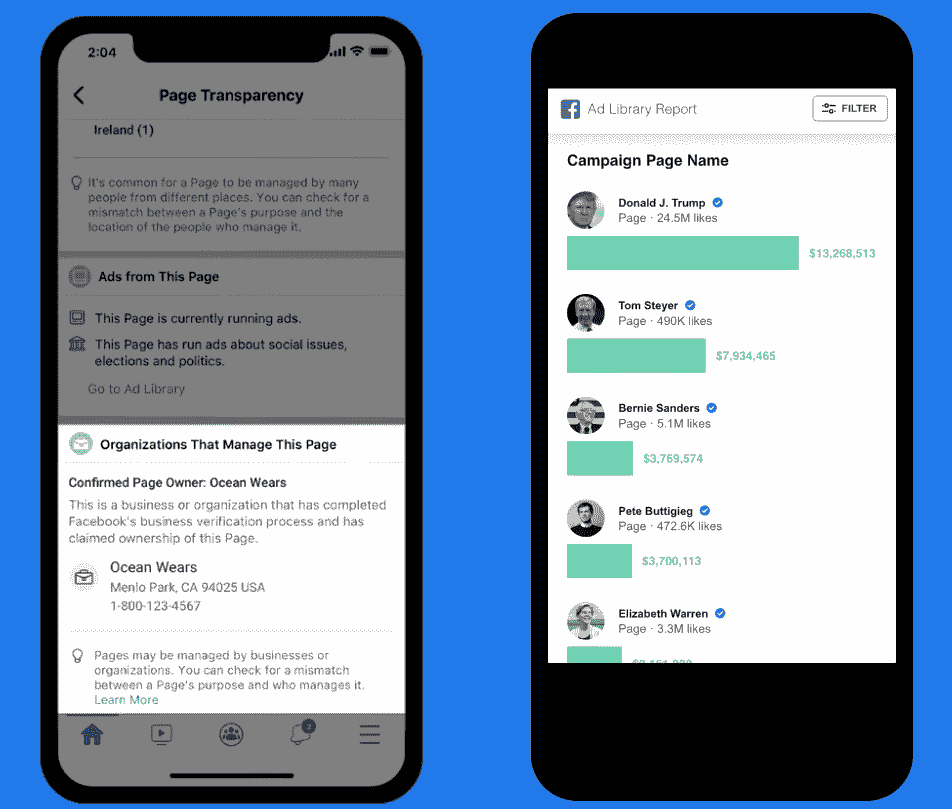 2:04
Page Transparency
Ireland (1)
It's common for a Page to be managed by many
people from different places. You can check for a
mismatch between a Page's purpose and the
location of the people who manage it.
Ads from This Page
This Page is currently running ads.
This Page has run ads about social issues,
elections and politics.
Go to Ad Library
Organizations That Manage This Page
Confirmed Page Owner: Ocean Wears
This is a business or organization that has completed
Facebook's business verification process and has
claimed ownership of this Page.
Ocean Wears
Menlo Park, CA 94025 USA
1-800-123-4567
Pages may be managed by businesses or
organizations. You can check for a mismatch
between a Page's purpose and who manages it.
Learn More
2
Ad Library Report
FILTER
Campaign Page Name
Donald J. Trump
Page · 24.5M likes
$13,268,513
Tom Steyer
Page · 490K likes
$7,934,465
Bernie Sanders
Page · 5.1M likes
$3,769,574
Pete Buttigieg
Page · 472.6K likes
$3,700,113
Elizabeth Warren
Page · 3.3M likes